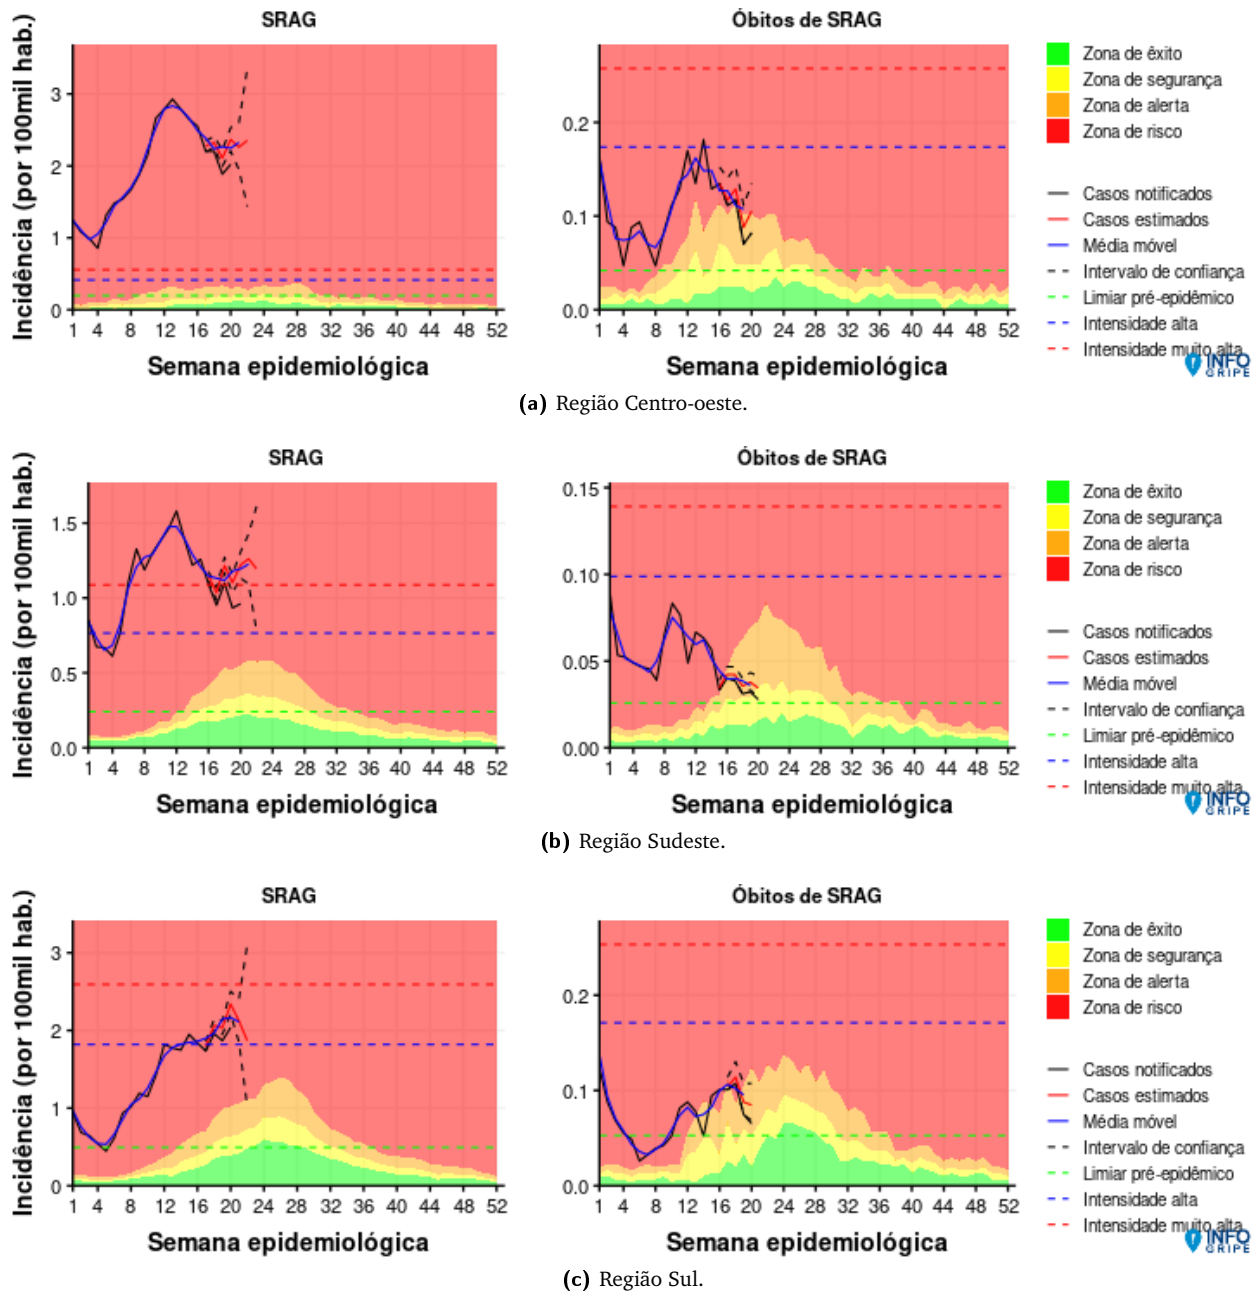 SRAG
Óbitos de SRAG
Incidência (por 100mil hab.)
3
2
1
0
1 4 8 12 16 20 24 28 32 36 40 44 48 52
Semana epidemiológica
0.2
0.1
0.0
1 4 8 12 16 20 24 28 32 36 40 44 48 52
Semana epidemiológica
Zona de êxito
Zona de segurança
Zona de alerta
Zona de risco
Casos notificados
Casos estimados
Média móvel
Intervalo de confiança
Limiar pré-epidêmico
Intensidade alta
Intensidade muito alta
INFO
GRIPE
(a) Região Centro-oeste.
SRAG
Óbitos de SRAG
Incidência (por 100mil hab.)
1.5
1.0
0.5
0.0
1 4 8 12 16 20 24 28 32 36 40 44 48 52
Semana epidemiológica
0.15
0.10
0.05
0.00
1 4 8 12 16 20 24 28 32 36 40 44 48 52
Semana epidemiológica
Zona de êxito
Zona de segurança
Zona de alerta
Zona de risco
Casos notificados
Casos estimados
Média móvel
Intervalo de confiança
Limiar pré-epidêmico
Intensidade alta
Intensidade muito alta
INFO
GRIPE
(b) Região Sudeste.
SRAG
Óbitos de SRAG
Incidência (por 100mil hab.)
3
2
1
0
1 4 8 12 16 20 24 28 32 36 40 44 48 52
Semana epidemiológica
0.2
0.1
0.0
1 4 8 12 16 20 24 28 32 36 40 44 48 52
Semana epidemiológica
Zona de êxito
Zona de segurança
Zona de alerta
Zona de risco
Casos notificados
Casos estimados
Média móvel
Intervalo de confiança
Limiar pré-epidêmico
Intensidade alta
Intensidade muito alta
INFO
GRIPE
(c) Região Sul.